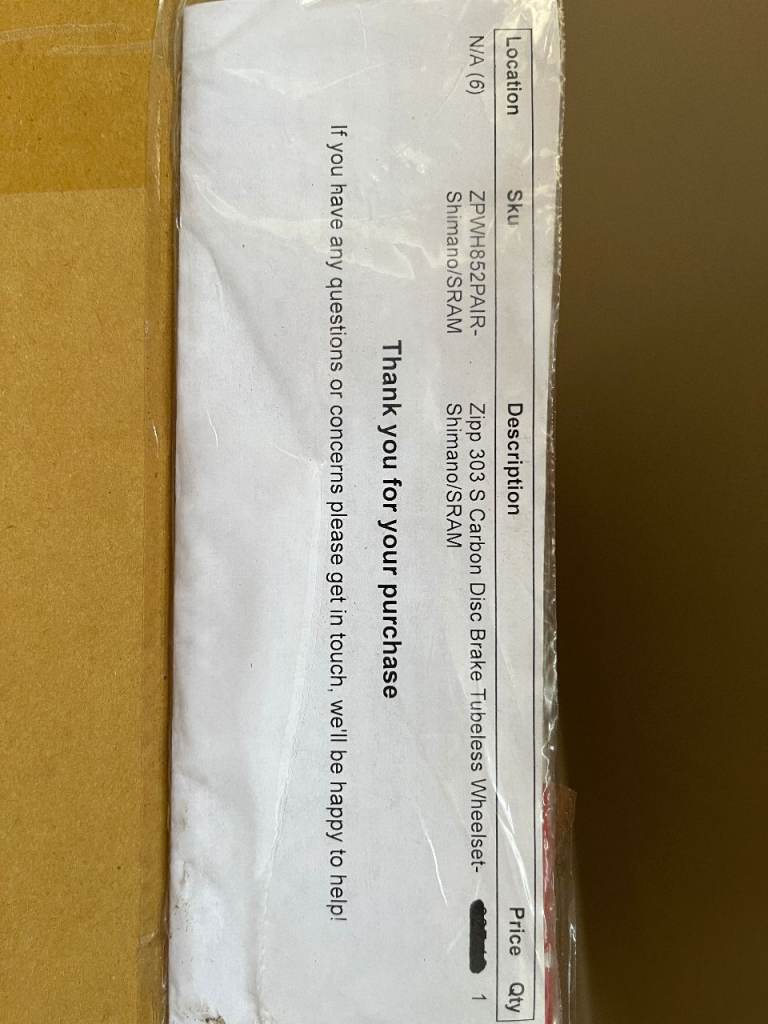 Location Sku Description Price Qty
N/A (6) ZPWH852PAIR- Zipp 303 S Carbon Disc Brake Tubeless Wheelset- 1
Shimano/SRAM Shimano/SRAM
Thank you for your purchase
If you have any questions or concerns please get in touch, we'll be happy to help!